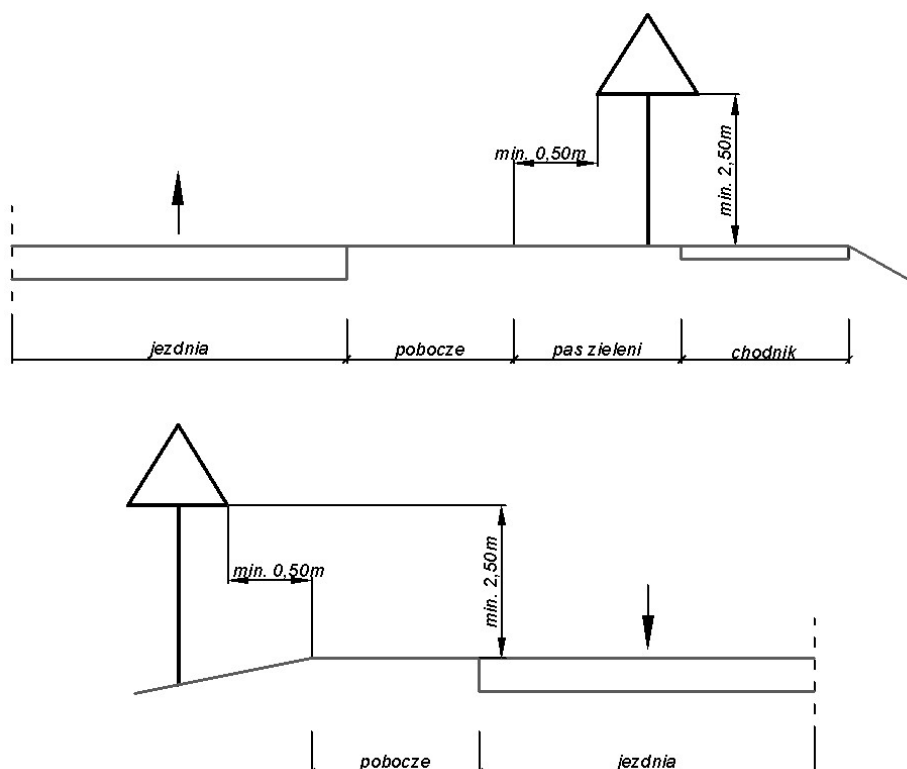 min. 0,50m
min. 2,50m
jezdnia
pobocze
pas zieleni
chodnik
min. 0,50m
min. 2,50m
pobocze
jezdnia